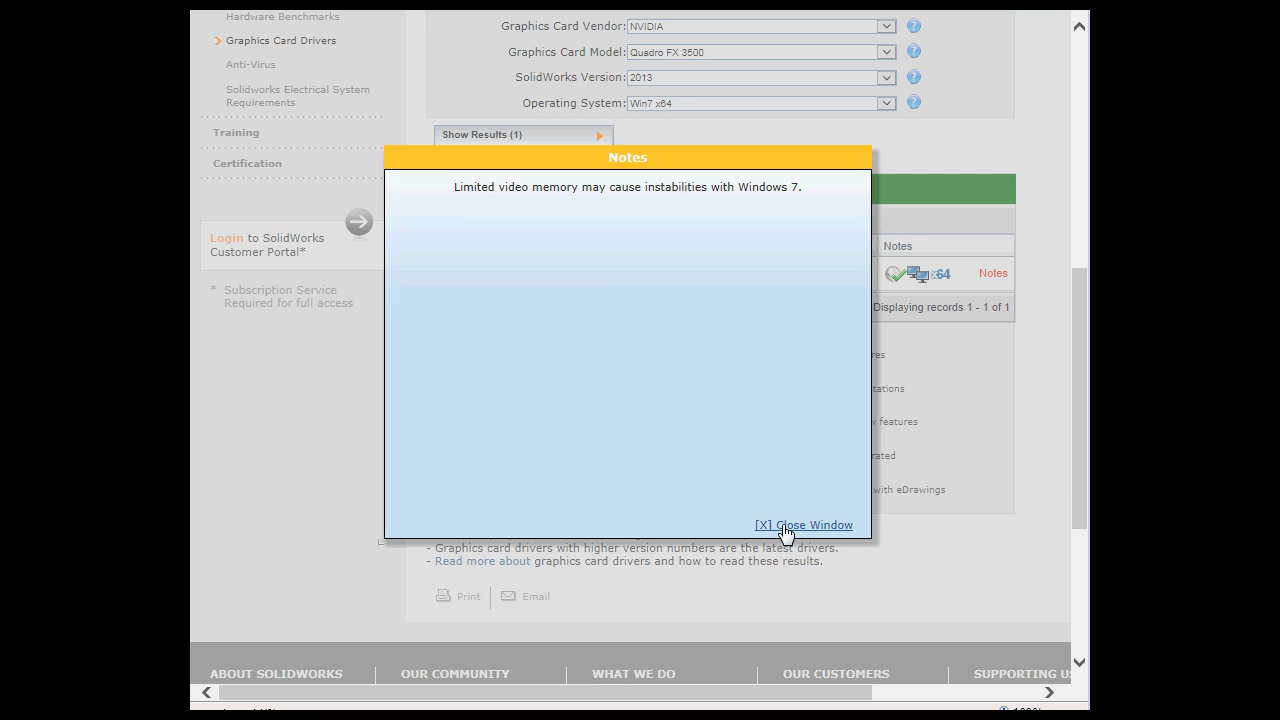 Hardware Benchmarks
Graphics Card Drivers
Anti-Virus
Solidworks Electrical System
Requirements
Training
Certification
Login to SolidWorks
Customer Portal*
* Subscription Service
Required for full access
Graphics Card Vendor: NVIDIA
Graphics Card Model: Quadro FX 3500
SolidWorks Version: 2013
Operating System: Win7 x64
Show Results (1)
Notes
Limited video memory may cause instabilities with Windows 7.
[X] Close Window
Notes
x64 Notes
Displaying records 1 - 1 of 1
res
tations
features
rated
with eDrawings
- Graphics card drivers with higher version numbers are the latest drivers.
- Read more about graphics card drivers and how to read these results.
Print
Email
ABOUT SOLIDWORKS
OUR COMMUNITY
WHAT WE DO
OUR CUSTOMERS
SUPPORTING U